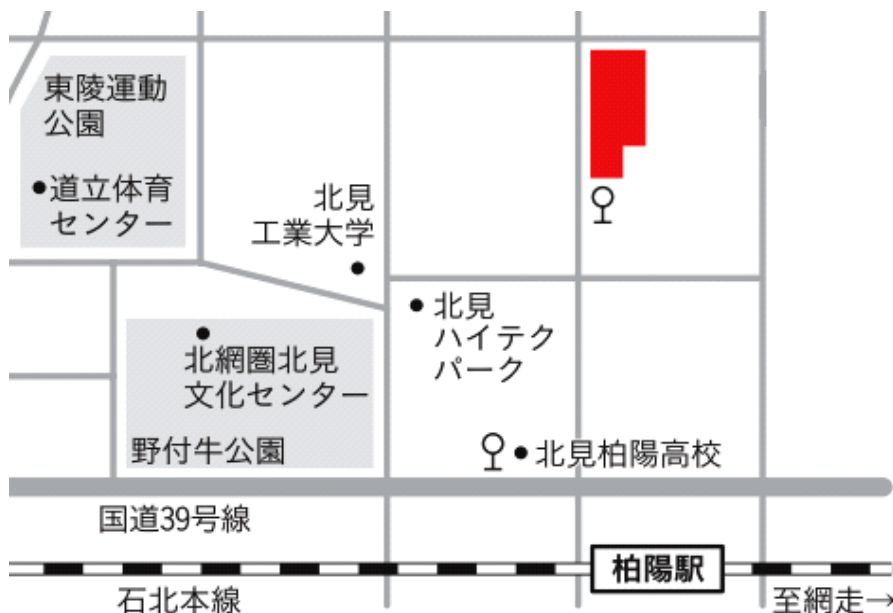 東陵運動
公園
道立体育
センター
北見
工業大学
北見
ハイテク
パーク
北網圏北見
文化センター
野付牛公園
北見柏陽高校
国道39号線
柏陽駅
石北本線
至網走→